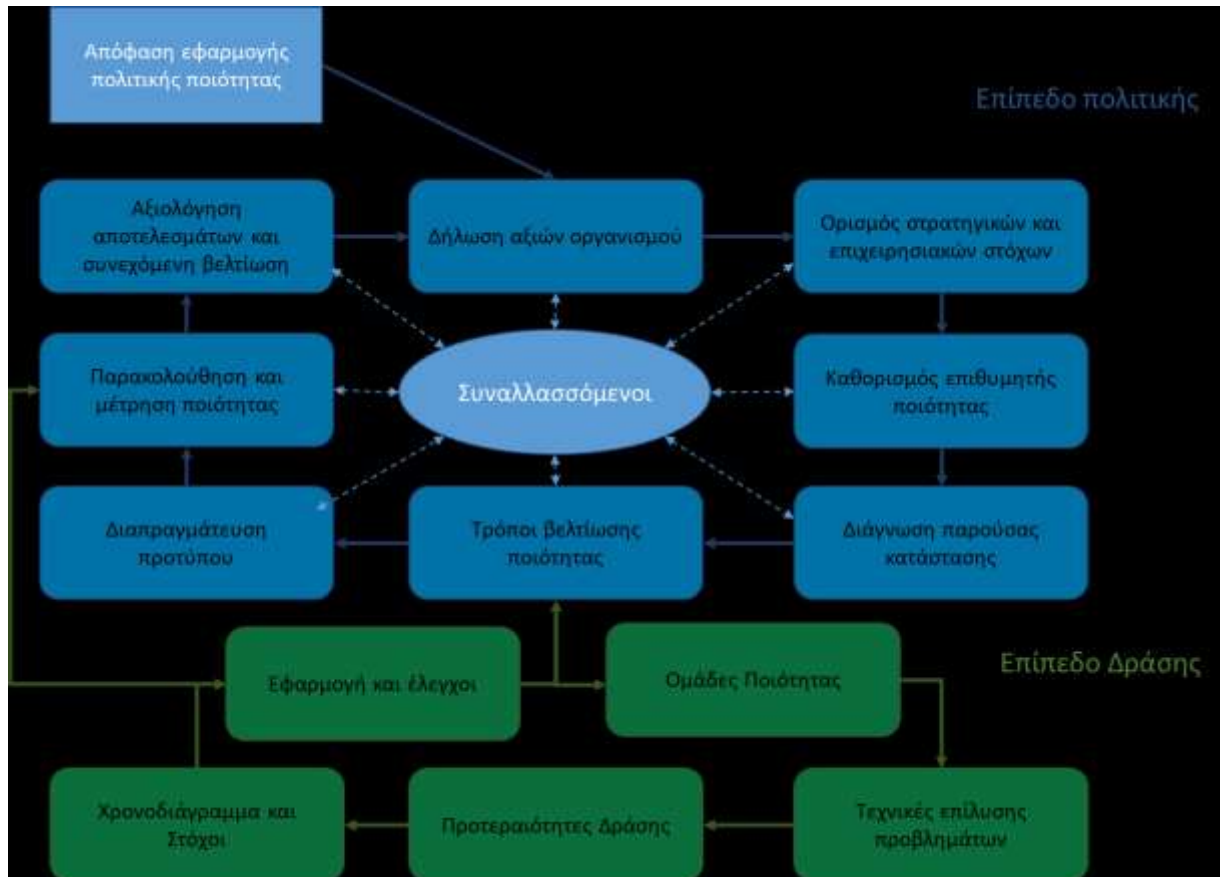 Απόφαση εφαρμογής
πολιτικής ποιότητας
Επίπεδο πολιτικής
Αξιολόγηση
αποτελεσμάτων και
συνεχόμενη βελτίωση
Δήλωση αξιών οργανισμού
Ορισμός στρατηγικών και
επιχειρησιακών στόχων
Παρακολούθηση και
μέτρηση ποιότητας
Συναλλασσόμενοι
Καθορισμός επιθυμητής
ποιότητας
Διαπραγμάτευση
προτύπου
Τρόποι βελτίωσης
ποιότητας
Διάγνωση παρούσας
κατάστασης
Εφαρμογή και έλεγχοι
Ομάδες Ποιότητας
Επίπεδο Δράσης
Χρονοδιάγραμμα και
Στόχοι
Προτεραιότητες Δράσης
Τεχνικές επίλυσης
προβλημάτων